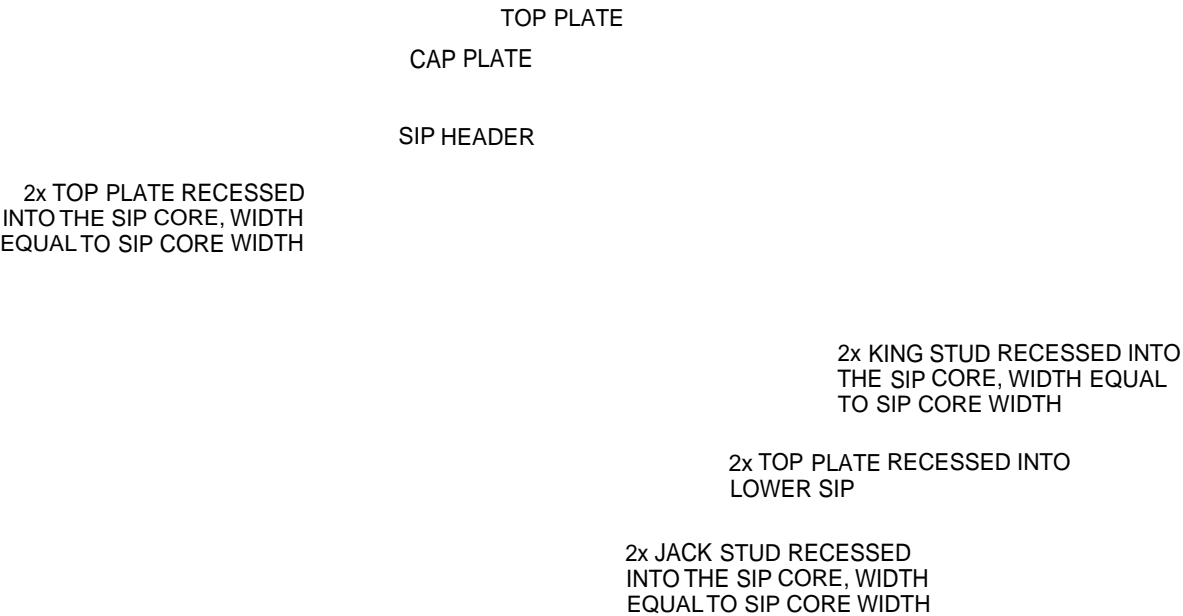 TOP PLATE
CAP PLATE
SIP HEADER
2x TOP PLATE RECESSED
INTO THE SIP CORE, WIDTH
EQUAL TO SIP CORE WIDTH
2x KING STUD RECESSED INTO
THE SIP CORE, WIDTH EQUAL
TO SIP CORE WIDTH
2x TOP PLATE RECESSED INTO
LOWER SIP
2x JACK STUD RECESSED
INTO THE SIP CORE, WIDTH
EQUAL TO SIP CORE WIDTH